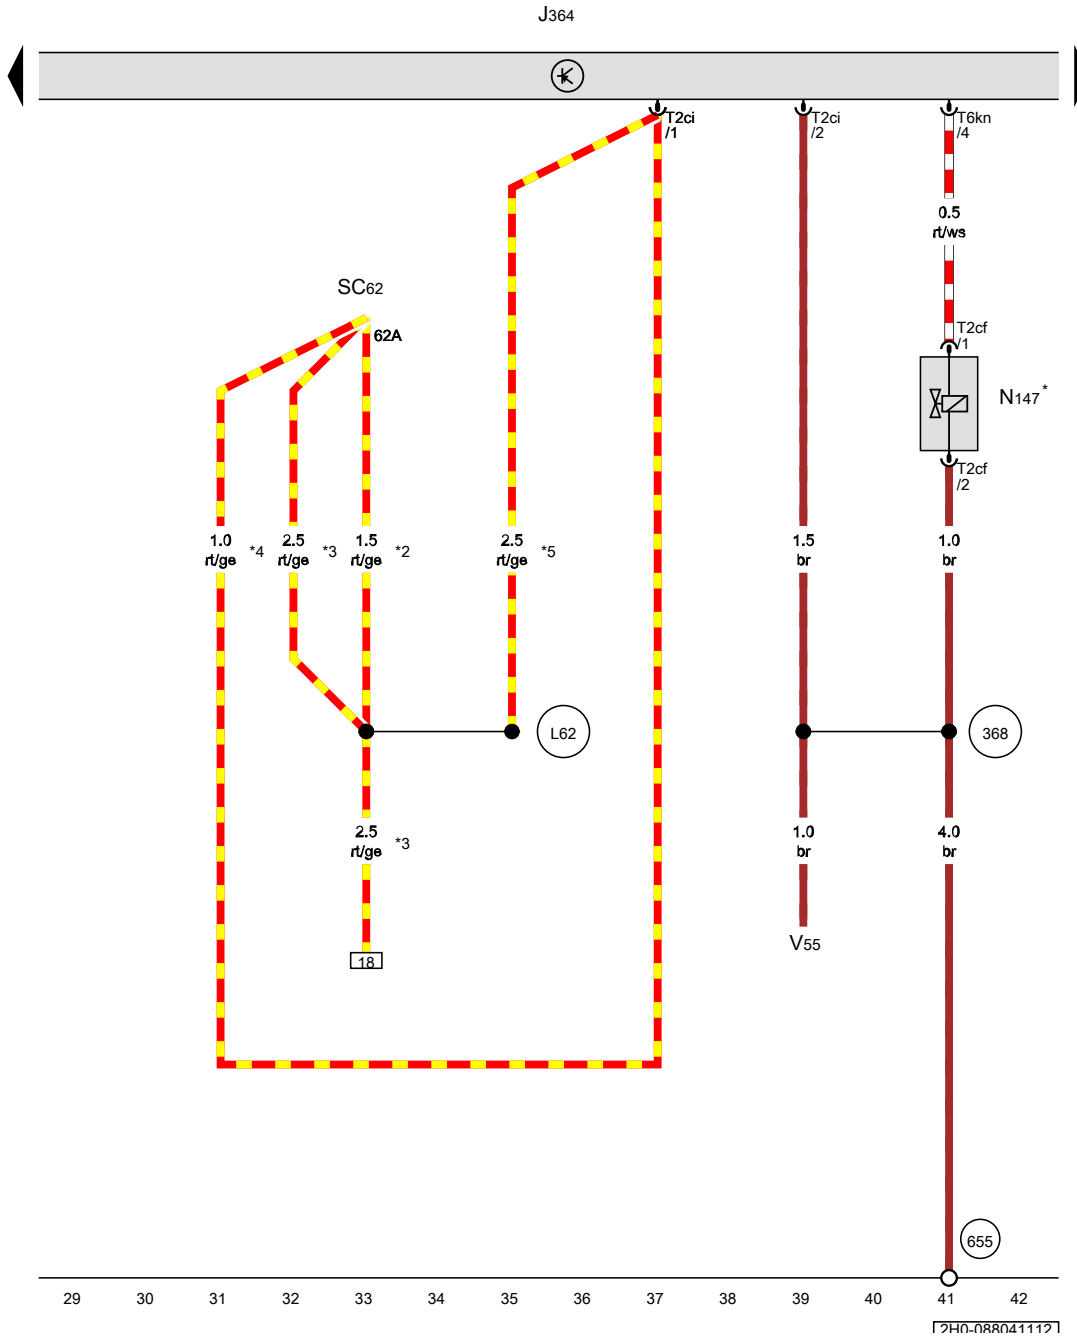 J364
T2ci
/1
T2ci
/2
T6kn
/4
0.5
rt/ws
SC62
62A
T2cf
/1
N147*
T2cf
/2
1.0
rt/ge
*4
2.5
rt/ge
*3
1.5
rt/ge
*2
2.5
rt/ge
*5
1.5
br
1.0
br
L62
368
2.5
rt/ge
*3
1.0
br
4.0
br
V55
18
655
29 30 31 32 33 34 35 36 37 38 39 40 41 42
2H0-088041112